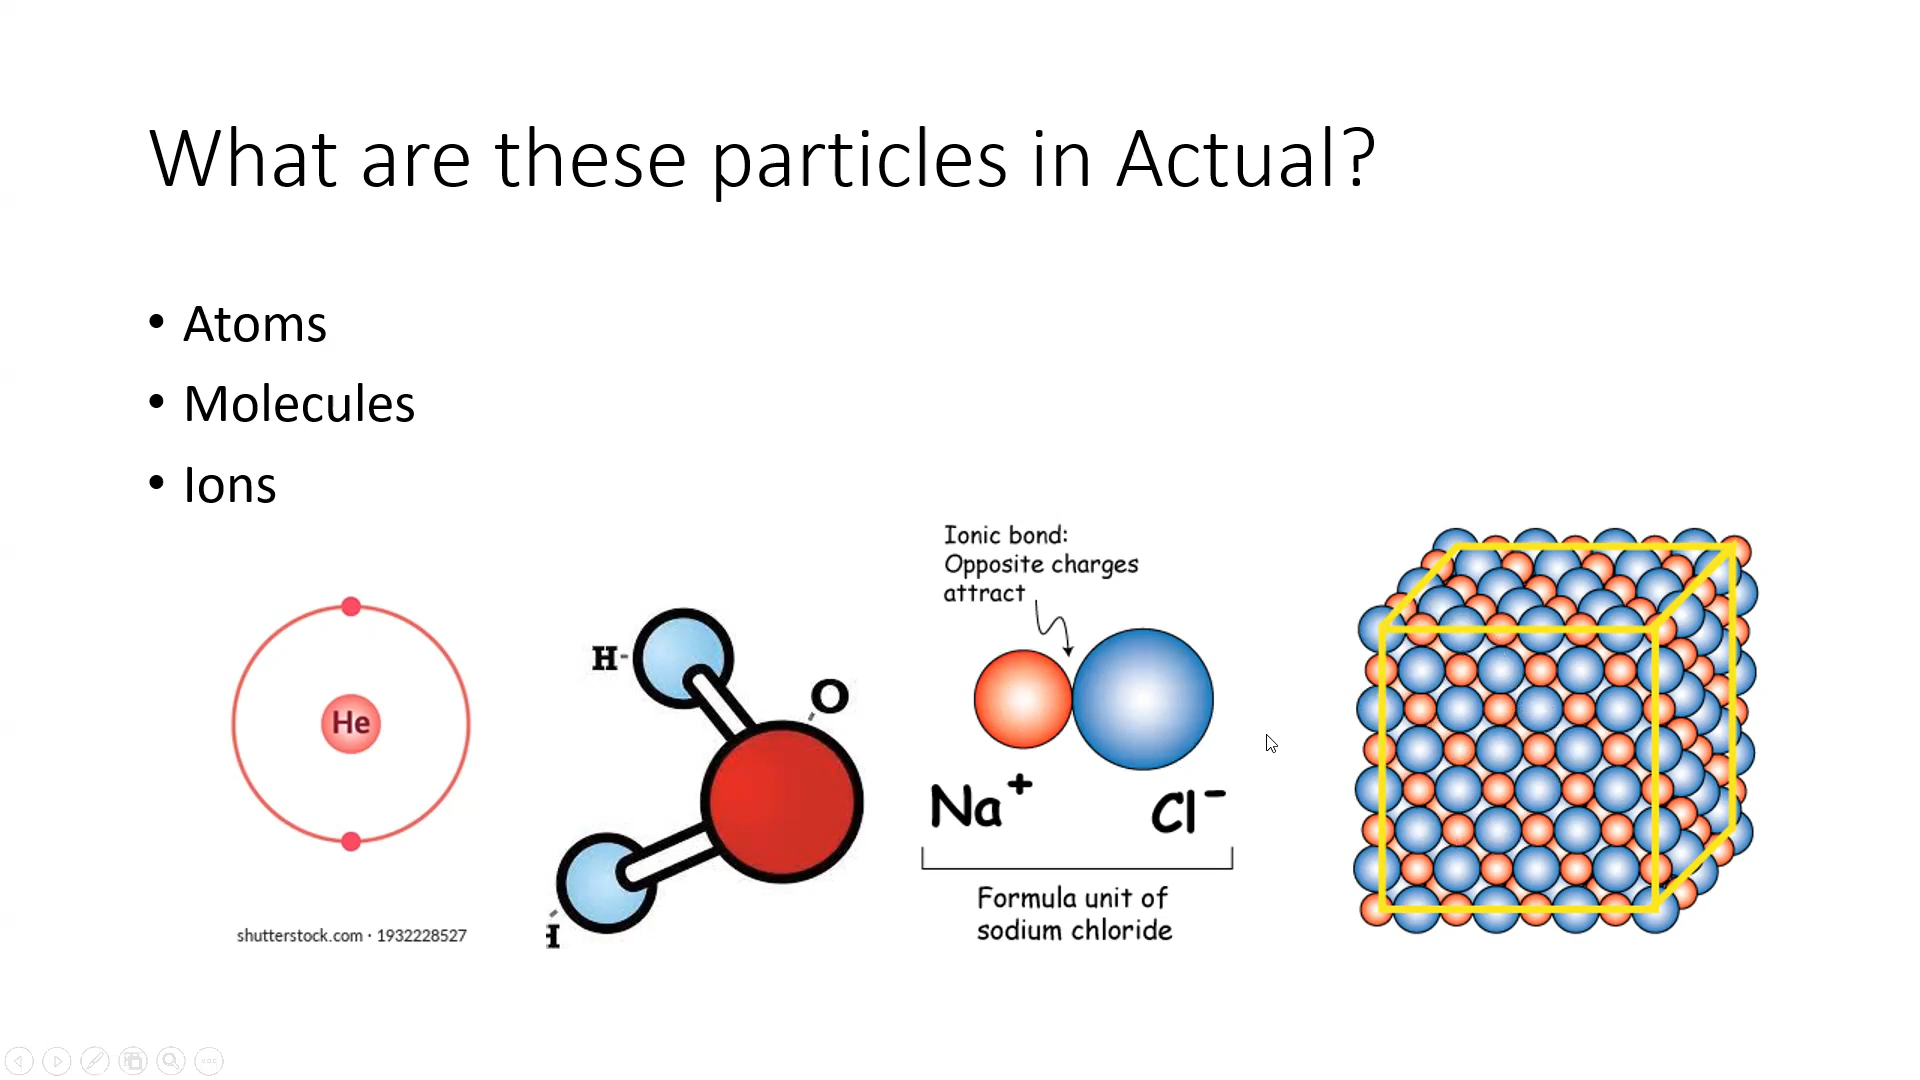 What are these particles in Actual?
• Atoms
• Molecules
• Ions
He
shutterstock.com · 1932228527
H
O
H
Ionic bond:
Opposite charges
attract
Na⁺
Cl⁻
Formula unit of
sodium chloride